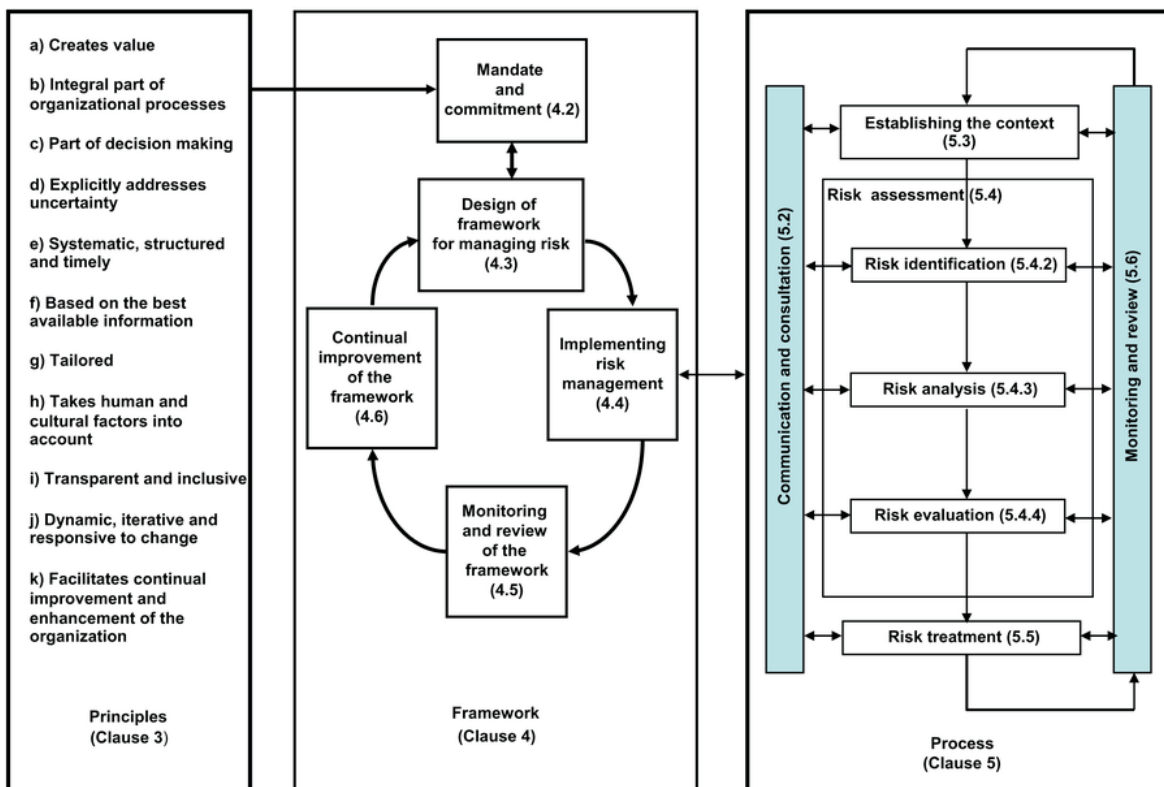 a) Creates value
b) Integral part of
organizational processes
c) Part of decision making
d) Explicitly addresses
uncertainty
e) Systematic, structured
and timely
f) Based on the best
available information
g) Tailored
h) Takes human and
cultural factors into
account
i) Transparent and inclusive
j) Dynamic, iterative and
responsive to change
k) Facilitates continual
improvement and
enhancement of the
organization
Principles
(Clause 3)
Mandate
and
commitment (4.2)
Design of
framework
for managing risk
(4.3)
Implementing
risk
management
(4.4)
Continual
improvement
of the
framework
(4.6)
Monitoring
and review
of the
framework
(4.5)
Framework
(Clause 4)
Communication and consultation (5.2)
Establishing the context
(5.3)
Risk assessment (5.4)
Risk identification (5.4.2)
Risk analysis (5.4.3)
Risk evaluation (5.4.4)
Risk treatment (5.5)
Monitoring and review (5.6)
Process
(Clause 5)